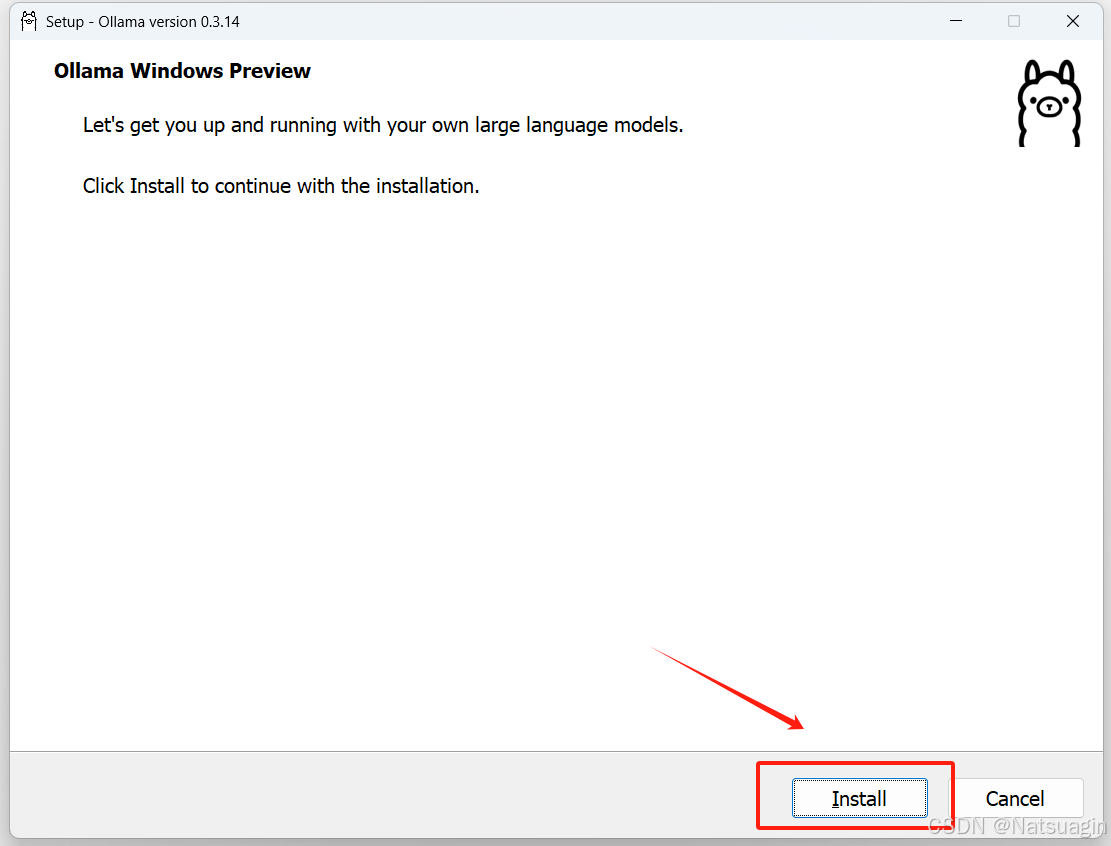 Setup - Ollama version 0.3.14
Ollama Windows Preview
Let's get you up and running with your own large language models.
Click Install to continue with the installation.
Install
Cancel
CSDN @Natsuagin